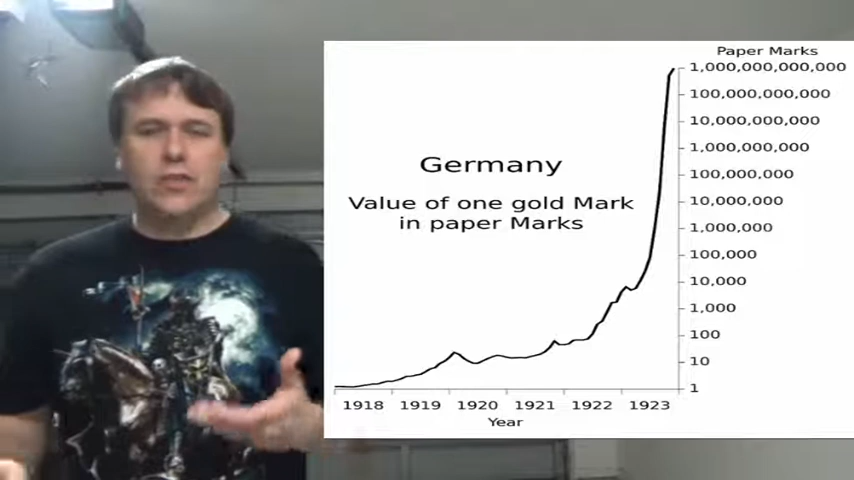 Paper Marks
1,000,000,000,000
100,000,000,000
10,000,000,000
1,000,000,000
100,000,000
10,000,000
1,000,000
100,000
10,000
1,000
100
10
1
Germany
Value of one gold Mark
in paper Marks
1918 1919 1920 1921 1922 1923
Year